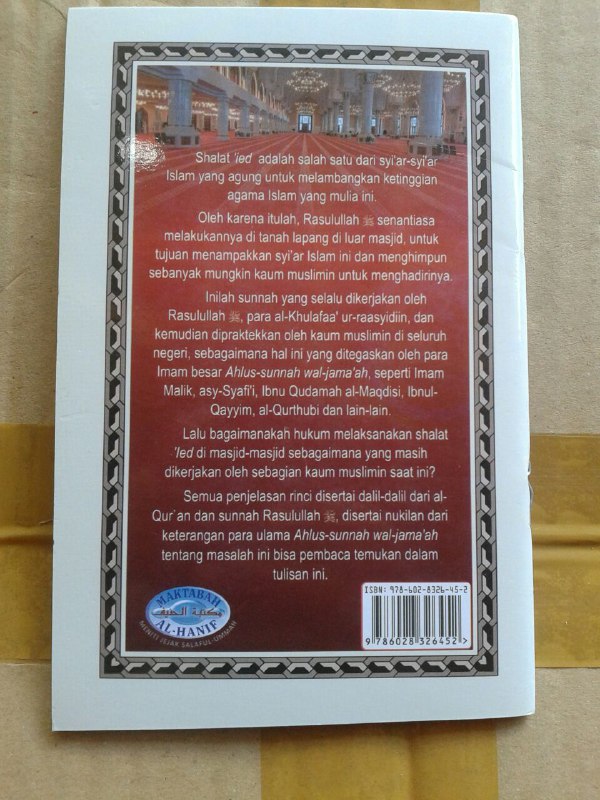 Shalat 'ied adalah salah satu dari syi'ar-syi'ar
Islam yang agung untuk melambangkan ketinggian
agama Islam yang mulia ini.
Oleh karena itulah, Rasulullah ﷺ senantiasa
melakukannya di tanah lapang di luar masjid, untuk
tujuan menampakkan syi'ar Islam ini dan menghimpun
sebanyak mungkin kaum muslimin untuk menghadirinya.
Inilah sunnah yang selalu dikerjakan oleh
Rasulullah ﷺ, para al-Khulafaa' ur-raasyidiin, dan
kemudian dipraktekkan oleh kaum muslimin di seluruh
negeri, sebagaimana hal ini yang ditegaskan oleh para
Imam besar Ahlus-sunnah wal-jama'ah, seperti Imam
Malik, asy-Syafi'i, Ibnu Qudamah al-Maqdisi, Ibnul-
Qayyim, al-Qurthubi dan lain-lain.
Lalu bagaimanakah hukum melaksanakan shalat
'Ied di masjid-masjid sebagaimana yang masih
dikerjakan oleh sebagian kaum muslimin saat ini?
Semua penjelasan rinci disertai dalil-dalil dari al-
Qur`an dan sunnah Rasulullah ﷺ, disertai nukilan dari
keterangan para ulama Ahlus-sunnah wal-jama'ah
tentang masalah ini bisa pembaca temukan dalam
tulisan ini.
MAKTABAH
AL-HANIF
MENITI JEJAK SALAFUL-UMMAH
ISBN: 978-602-8326-45-2
9 786028 326452 >